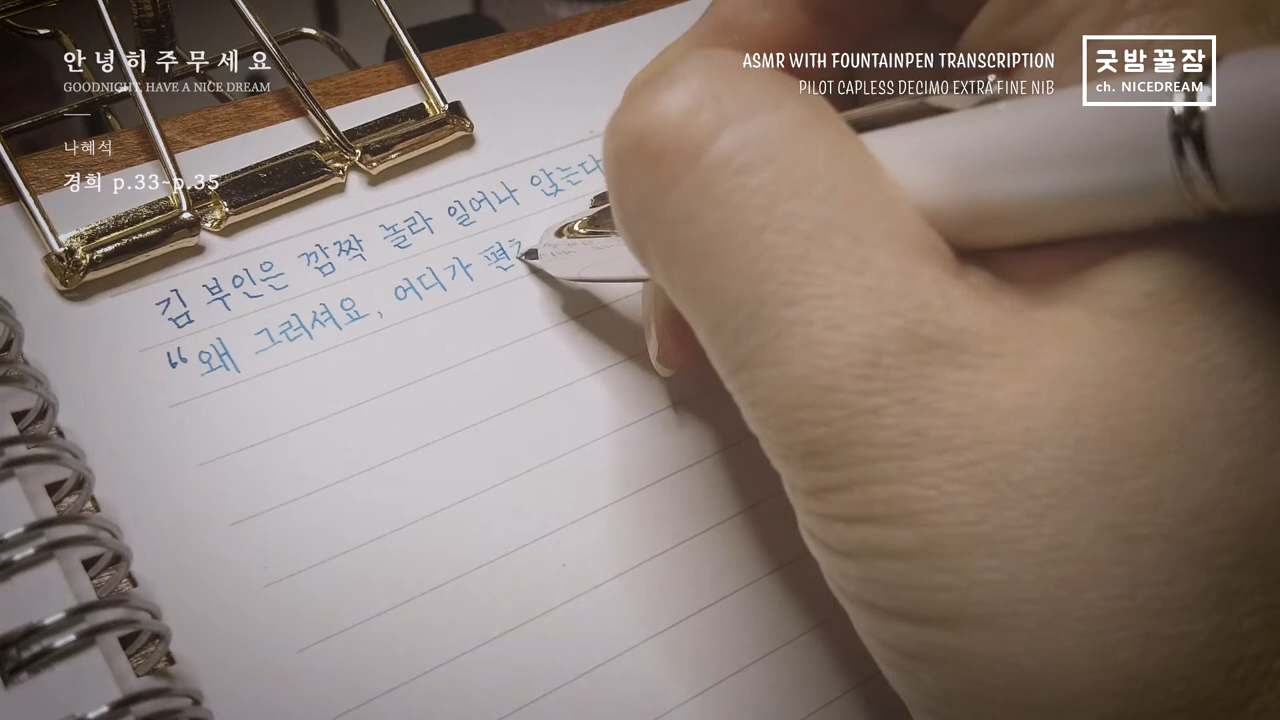 안녕히주무세요
GOODNIGHT, HAVE A NICE DREAM
나혜석
경희 p.33~p.35
ASMR WITH FOUNTAINPEN TRANSCRIPTION
PILOT CAPLESS DECIMO EXTRA FINE NIB
굿밤꿀잠
ch. NICEDREAM
김 부인은 깜짝 놀라 일어나 앉는다
“왜 그러셔요, 어디가